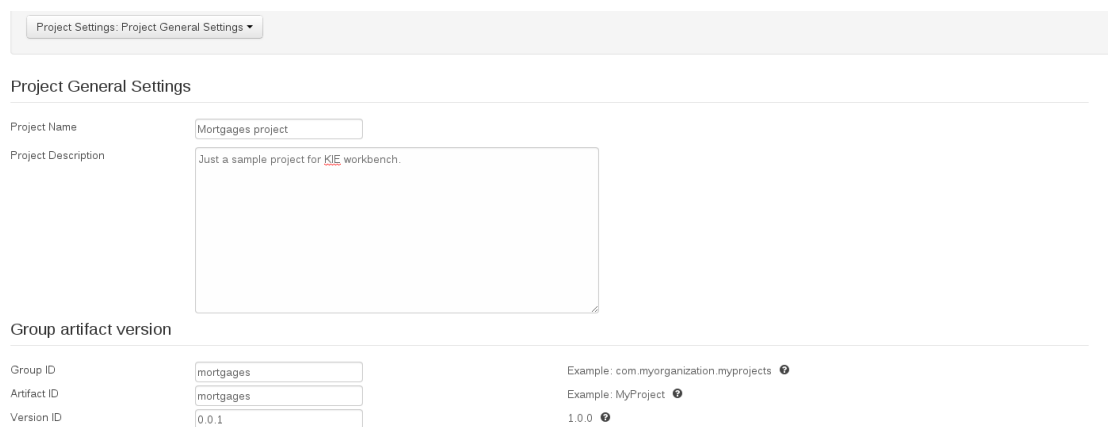 Project Settings: Project General Settings
Project General Settings
Project Name Mortgages project
Project Description Just a sample project for KIE workbench.
Group artifact version
Group ID mortgages Example: com.myorganization.myprojects
Artifact ID mortgages Example: MyProject
Version ID 0.0.1 1.0.0